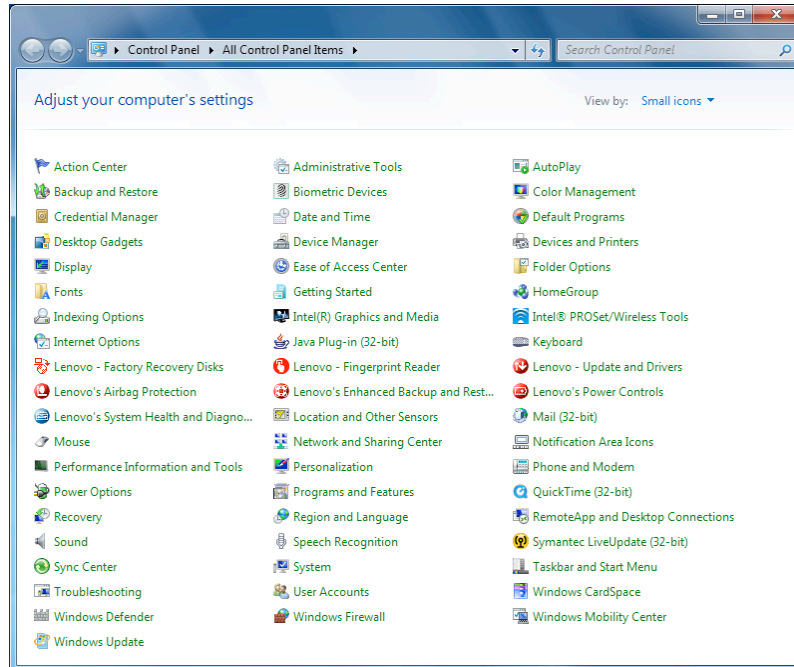 Control Panel All Control Panel Items Search Control Panel
Adjust your computer's settings View by: Small icons
Action Center Administrative Tools AutoPlay
Backup and Restore Biometric Devices Color Management
Credential Manager Date and Time Default Programs
Desktop Gadgets Device Manager Devices and Printers
Display Ease of Access Center Folder Options
Fonts Getting Started HomeGroup
Indexing Options Intel(R) Graphics and Media Intel® PROSet/Wireless Tools
Internet Options Java Plug-in (32-bit) Keyboard
Lenovo - Factory Recovery Disks Lenovo - Fingerprint Reader Lenovo - Update and Drivers
Lenovo's Airbag Protection Lenovo's Enhanced Backup and Rest... Lenovo's Power Controls
Lenovo's System Health and Diagno... Location and Other Sensors Mail (32-bit)
Mouse Network and Sharing Center Notification Area Icons
Performance Information and Tools Personalization Phone and Modem
Power Options Programs and Features QuickTime (32-bit)
Recovery Region and Language RemoteApp and Desktop Connections
Sound Speech Recognition Symantec LiveUpdate (32-bit)
Sync Center System Taskbar and Start Menu
Troubleshooting User Accounts Windows CardSpace
Windows Defender Windows Firewall Windows Mobility Center
Windows Update